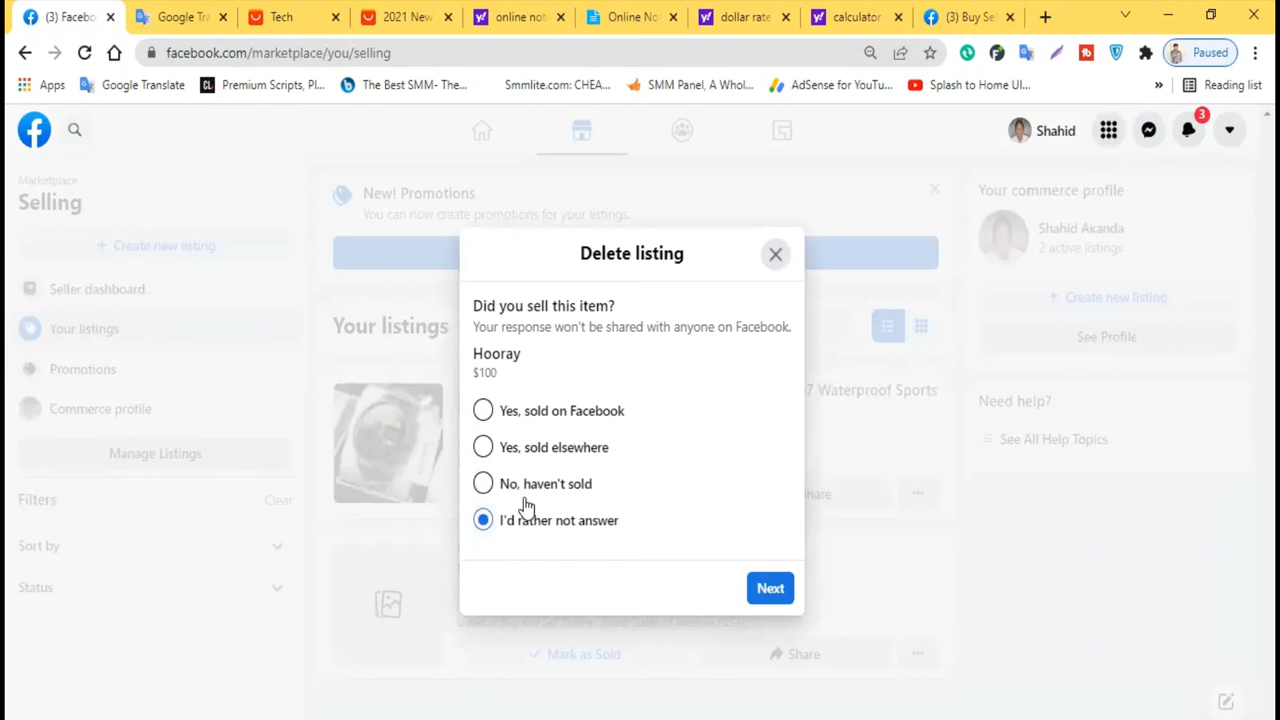 (3) Facebo
Google Tra
Tech
2021 New
online not
Online No
dollar rate
calculator
(3) Buy Sel
facebook.com/marketplace/you/selling
Paused
Apps
Google Translate
Premium Scripts, Pl...
The Best SMM- The...
Smmlite.com: CHEA...
SMM Panel, A Whol...
AdSense for YouTu...
Splash to Home UI...
»
Reading list
Shahid
3
Marketplace
Selling
+ Create new listing
Seller dashboard
Your listings
Promotions
Commerce profile
Manage Listings
Filters
Clear
Sort by
Status
New! Promotions
You can now create promotions for your listings.
Your listings
7 Waterproof Sports
Share
Delete listing
Did you sell this item?
Your response won't be shared with anyone on Facebook.
Hooray
$100
Yes, sold on Facebook
Yes, sold elsewhere
No, haven't sold
I'd rather not answer
Next
Mark as Sold
Share
Your commerce profile
Shahid Akanda
2 active listings
+ Create new listing
See Profile
Need help?
See All Help Topics